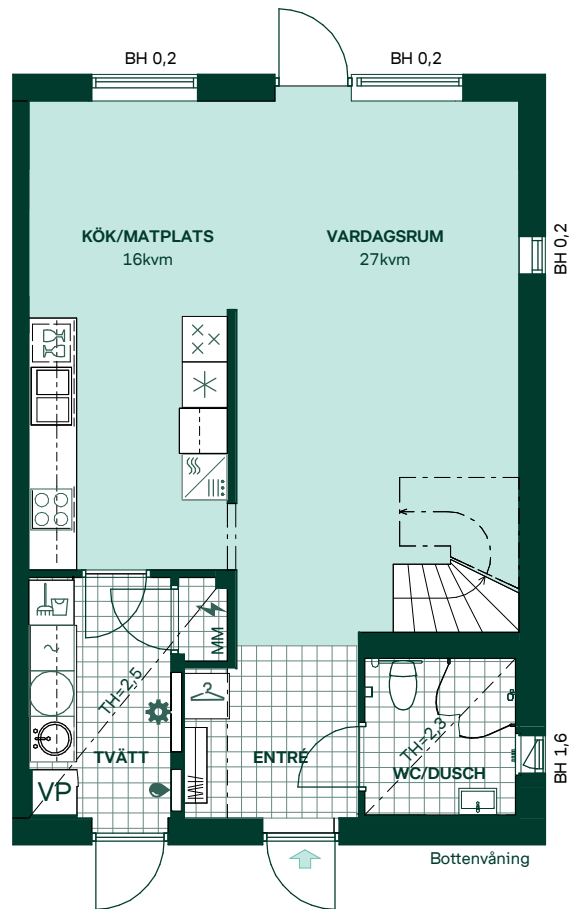 BH 0,2
BH 0,2
KÖK/MATPLATS
16kvm
VARDAGSRUM
27kvm
BH 0,2
MM
TH=2,5
TVÄTT
VP
ENTRÉ
TH=2,3
WC/DUSCH
BH 1,6
Bottenvåning